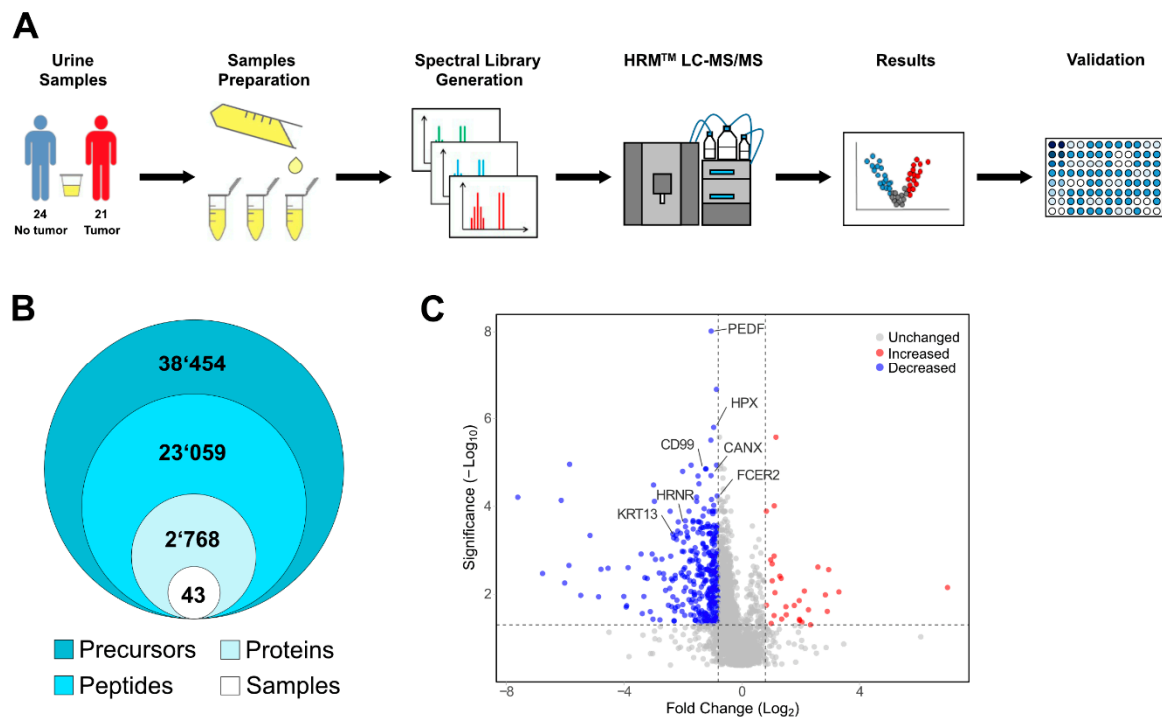 A
Urine
Samples
Samples
Preparation
Spectral Library
Generation
HRM™ LC-MS/MS
Results
Validation
24
No tumor
21
Tumor
B
38‘454
23‘059
2‘768
43
Precursors
Proteins
Peptides
Samples
C
PEDF
HPX
CD99
CANX
FCER2
HRNR
KRT13
Unchanged
Increased
Decreased
Significance (−Log10)
8
6
4
2
−8
−4
0
4
Fold Change (Log2)